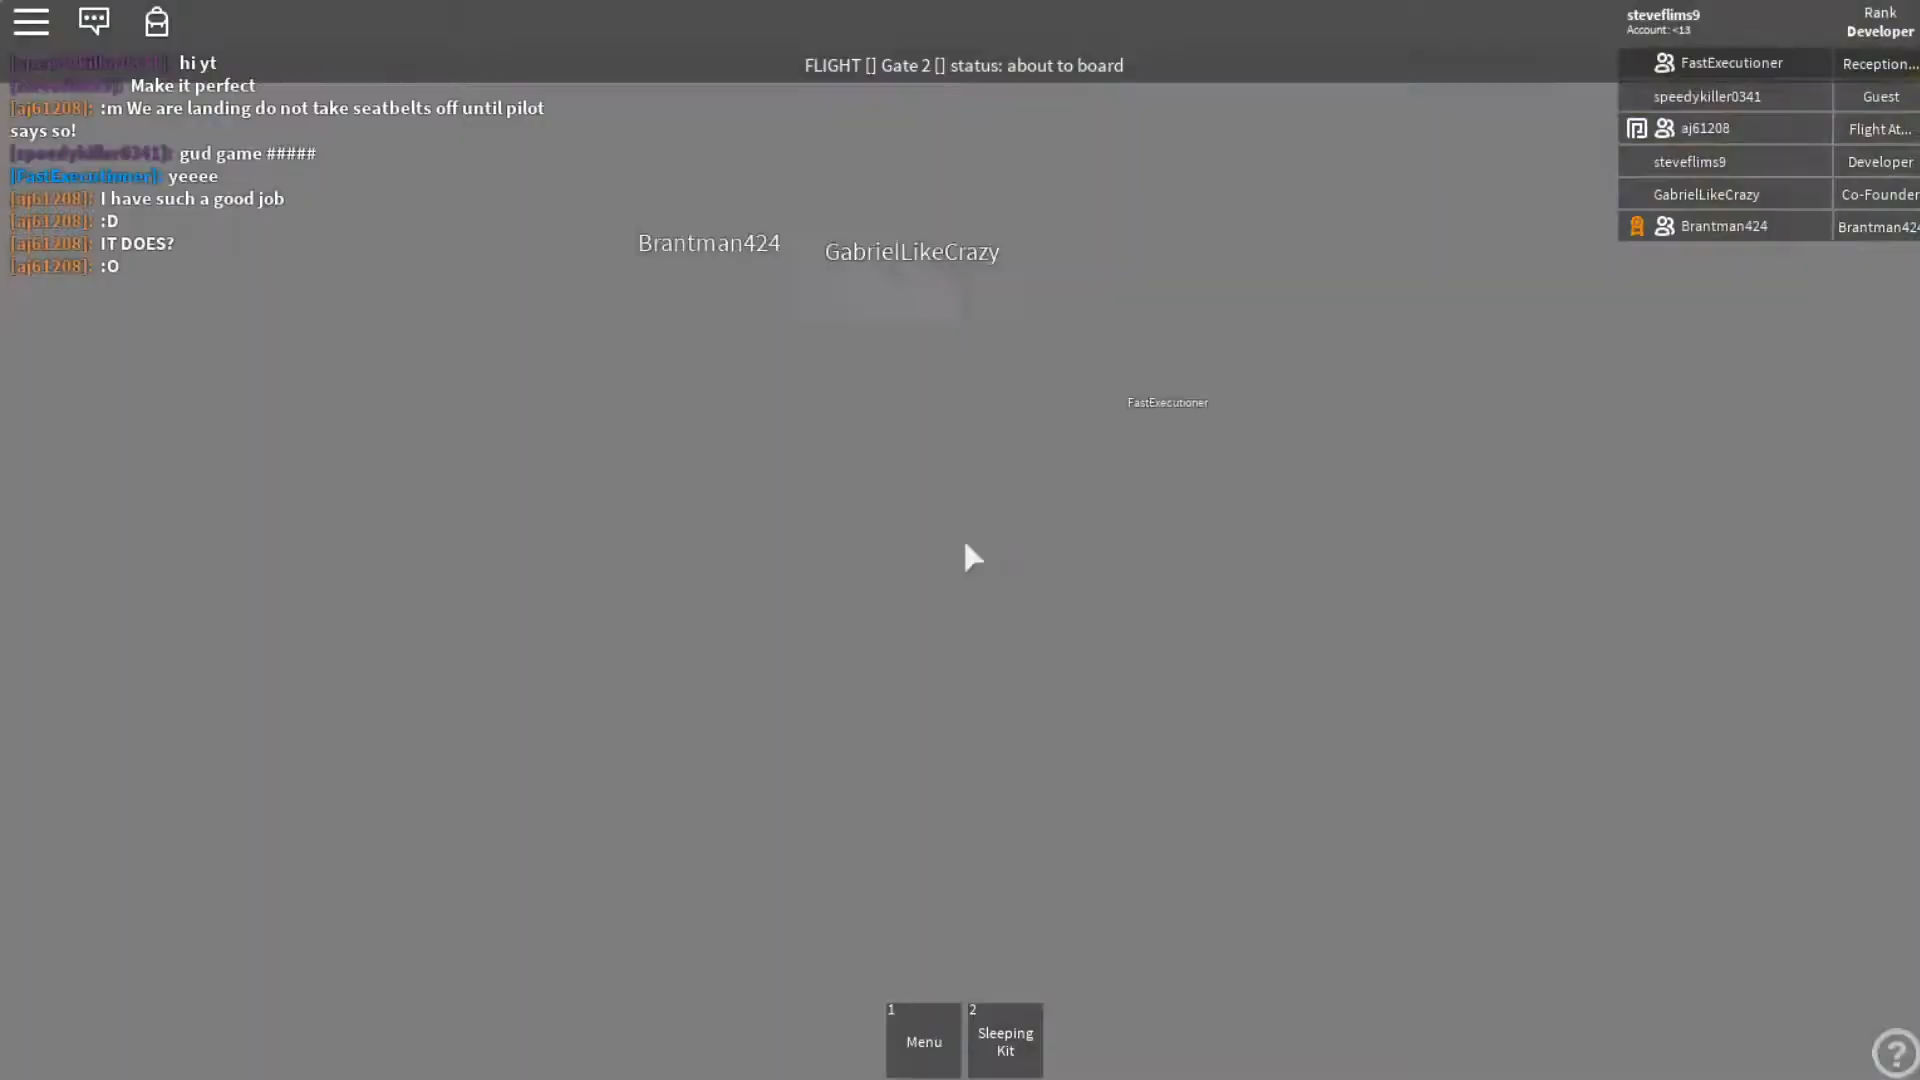 steveflims9
Account: <13
Rank
Developer
hi yt
Make it perfect
[aj61208]: :m We are landing do not take seatbelts off until pilot
says so!
[speedykiller0341]: gud game #####
[FastExecutioner]: yeeee
[aj61208]: I have such a good job
[aj61208]: :D
[aj61208]: IT DOES?
[aj61208]: :O
FLIGHT [] Gate 2 [] status: about to board
FastExecutioner Reception...
speedykiller0341 Guest
aj61208 Flight At...
steveflims9 Developer
GabrielLikeCrazy Co-Founder
Brantman424 Brantman424
Brantman424
GabrielLikeCrazy
FastExecutioner
1
Menu
2
Sleeping
Kit
?